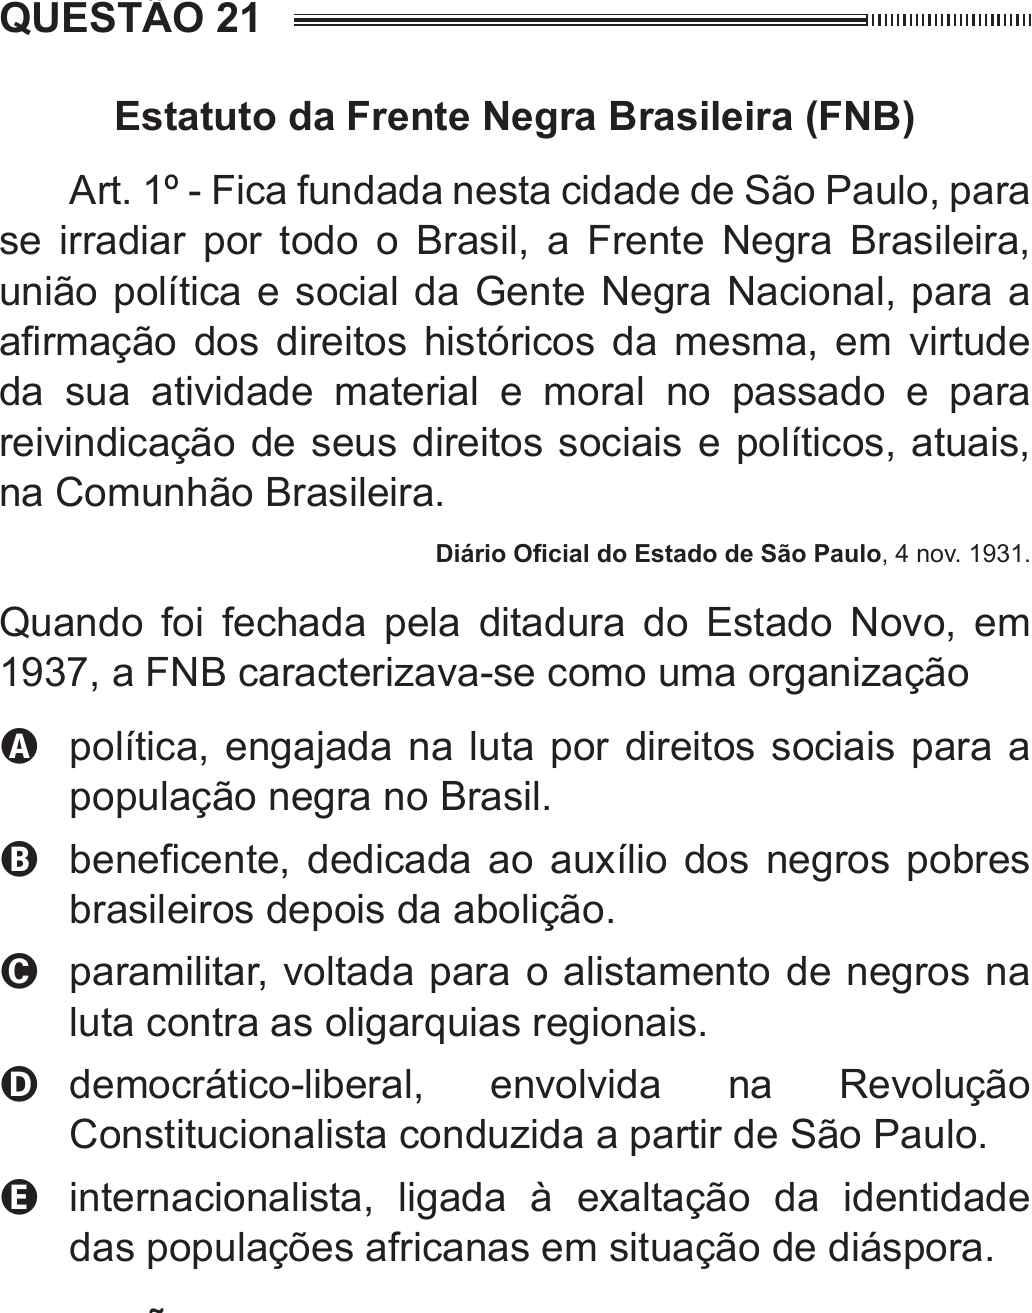 QUESTÃO 21
Estatuto da Frente Negra Brasileira (FNB)
Art. 1º - Fica fundada nesta cidade de São Paulo, para
se irradiar por todo o Brasil, a Frente Negra Brasileira,
união política e social da Gente Negra Nacional, para a
afirmação dos direitos históricos da mesma, em virtude
da sua atividade material e moral no passado e para
reivindicação de seus direitos sociais e políticos, atuais,
na Comunhão Brasileira.
Diário Oficial do Estado de São Paulo, 4 nov. 1931.
Quando foi fechada pela ditadura do Estado Novo, em
1937, a FNB caracterizava-se como uma organização
A política, engajada na luta por direitos sociais para a
população negra no Brasil.
B beneficente, dedicada ao auxílio dos negros pobres
brasileiros depois da abolição.
C paramilitar, voltada para o alistamento de negros na
luta contra as oligarquias regionais.
D democrático-liberal, envolvida na Revolução
Constitucionalista conduzida a partir de São Paulo.
E internacionalista, ligada à exaltação da identidade
das populações africanas em situação de diáspora.